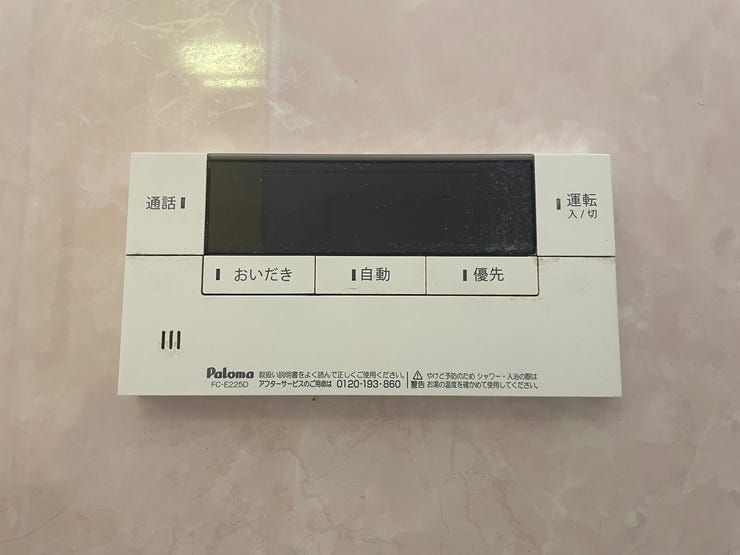 通話
運転
入/切
おいだき
自動
優先
Paloma
FC-E225D
取扱い説明書をよく読んで正しくご使用ください。
アフターサービスのご用命は 0120-193-860
警告
やけど予防のため シャワー・入浴の際は
お湯の温度を確かめて使用してください。